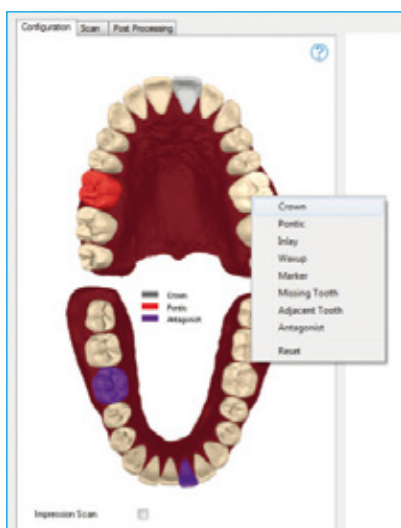 Configuration Scan Post Processing
?
Crown
Pontic
Inlay
Waxup
Marker
Missing Tooth
Adjacent Tooth
Antagonist
Reset
Crown
Pontic
Antagonist
Impression Scan